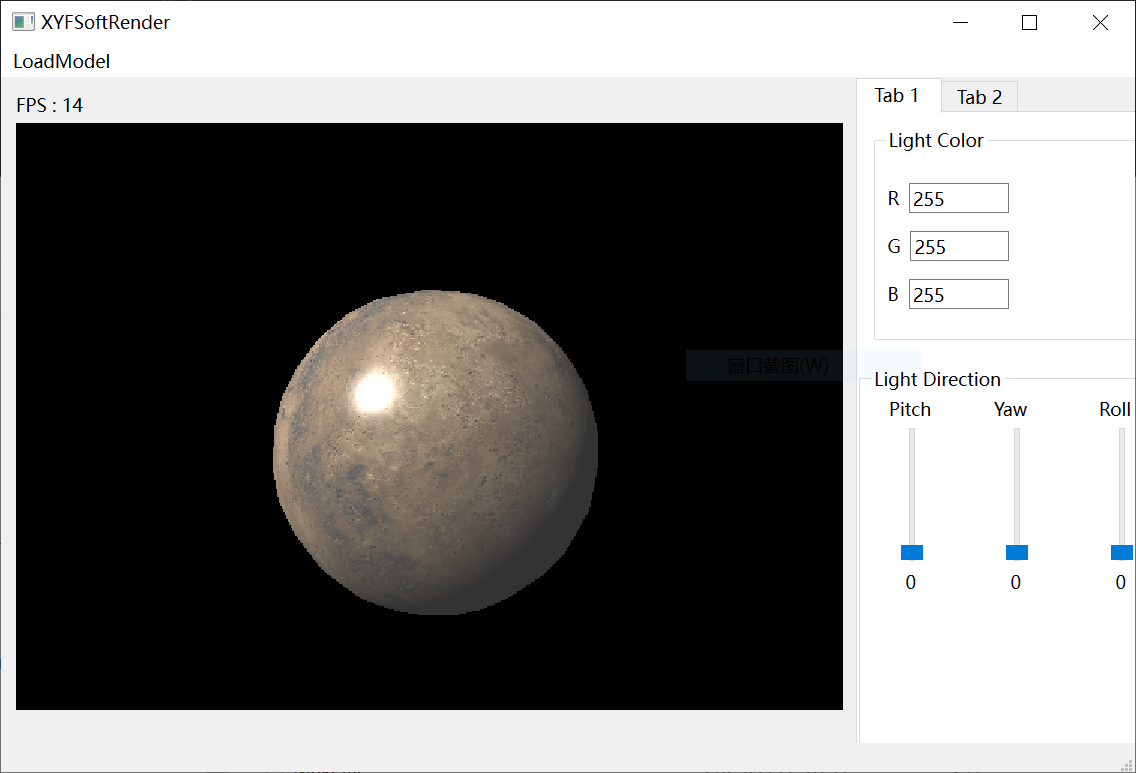 XYFSoftRender
LoadModel
FPS : 14
Tab 1
Tab 2
Light Color
R 255
G 255
B 255
窗口截图(W)
Light Direction
Pitch Yaw Roll
0 0 0